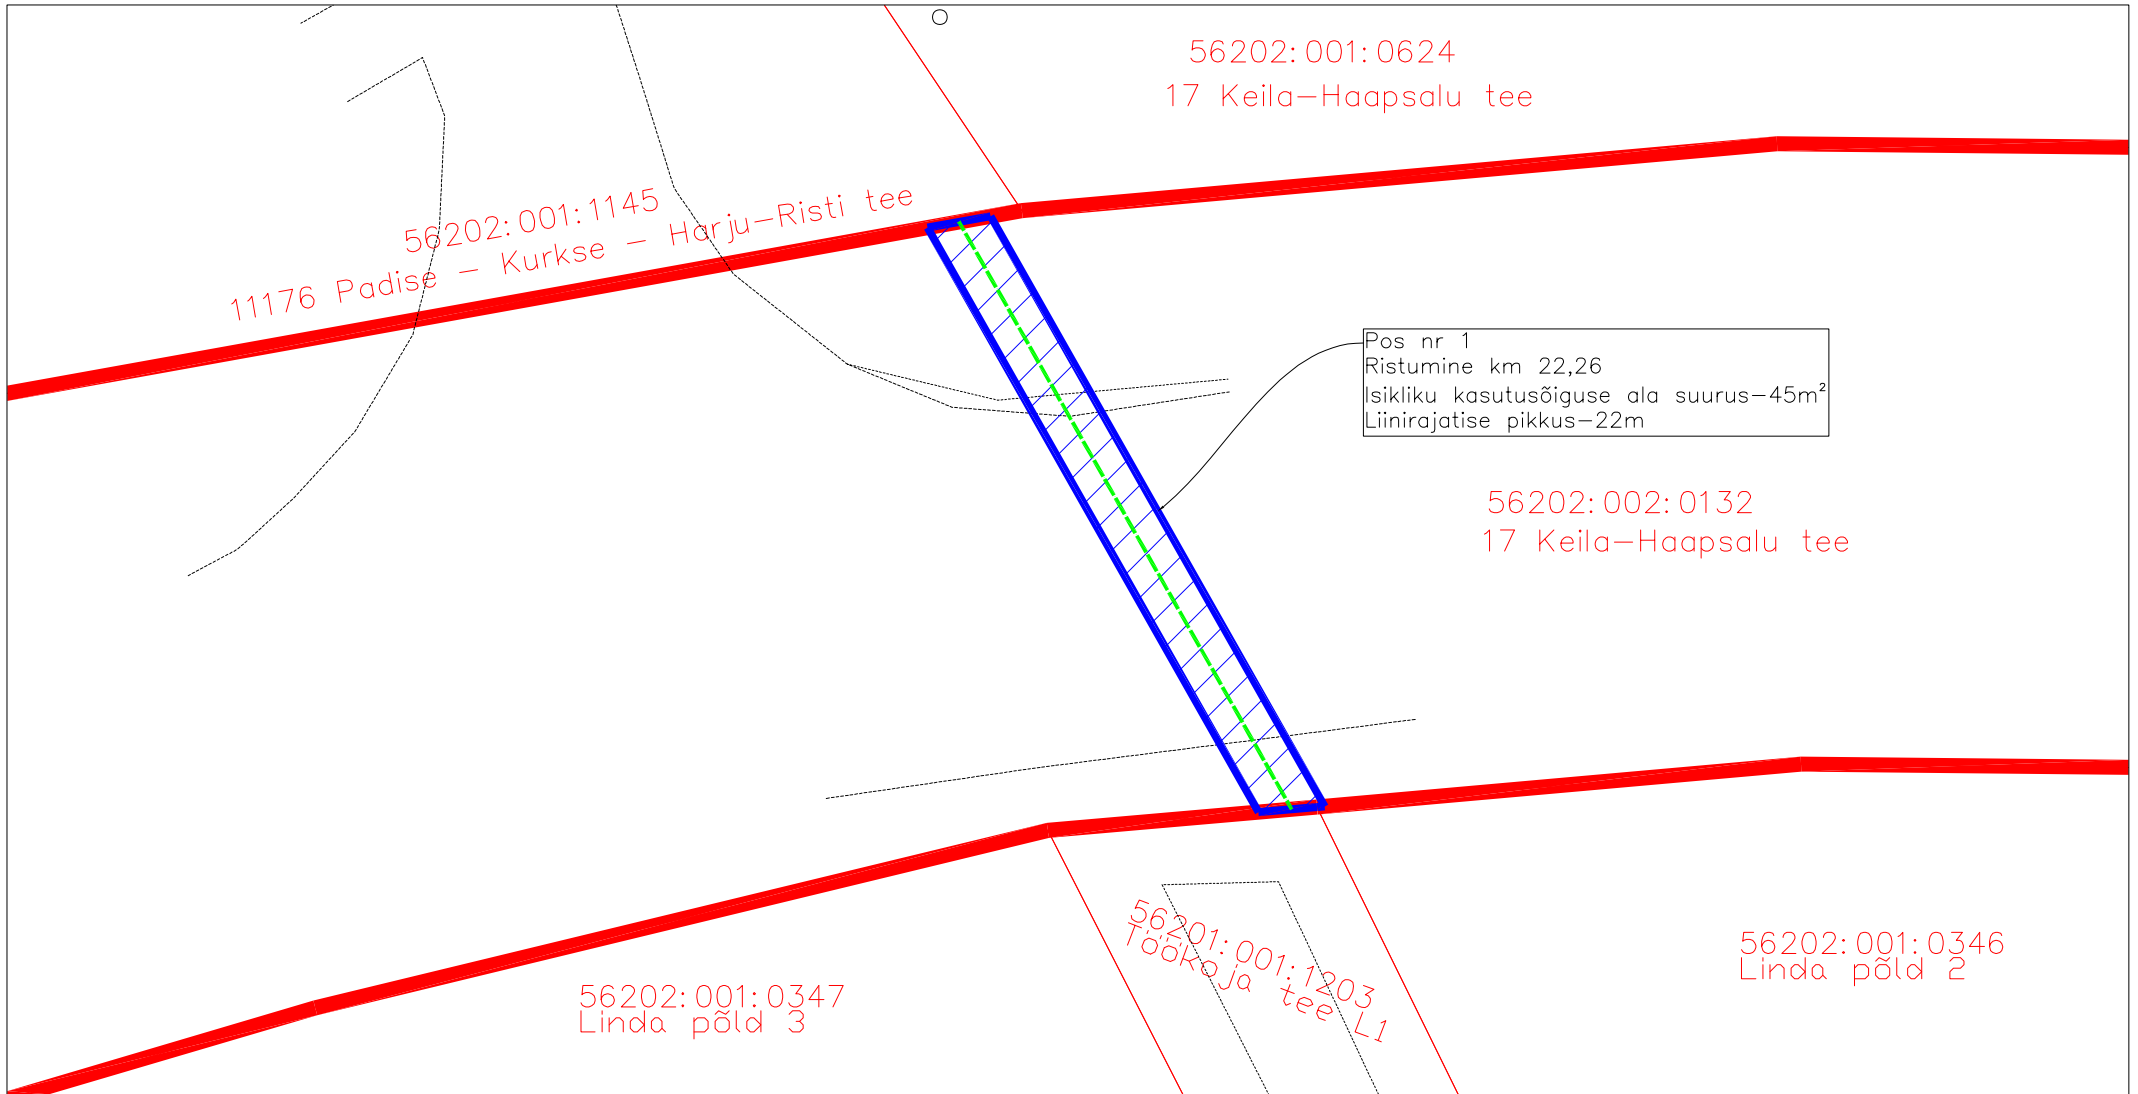 56202:001:0624
17 Keila-Haapsalu tee
56202:001:1145
11176 Padise - Kurkse - Harju-Risti tee
Pos nr 1
Ristumine km 22,26
Isikliku kasutusõiguse ala suurus-45m²
Liinirajatise pikkus-22m
56202:002:0132
17 Keila-Haapsalu tee
56201:001:1203
Töökoja tee L1
56202:001:0346
Linda põld 2
56202:001:0347
Linda põld 3